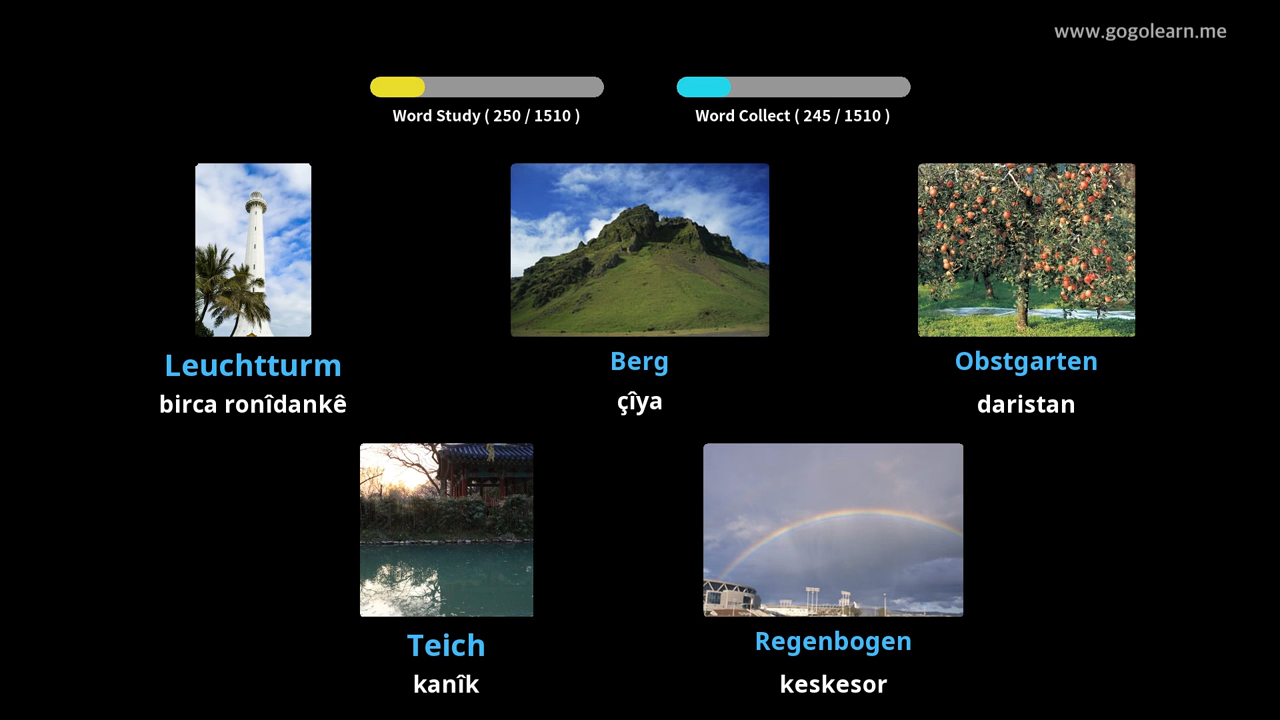 www.gogolearn.me
Word Study ( 250 / 1510 )
Word Collect ( 245 / 1510 )
Leuchtturm
birca ronîdankê
Berg
çîya
Obstgarten
daristan
Teich
kanîk
Regenbogen
keskesor